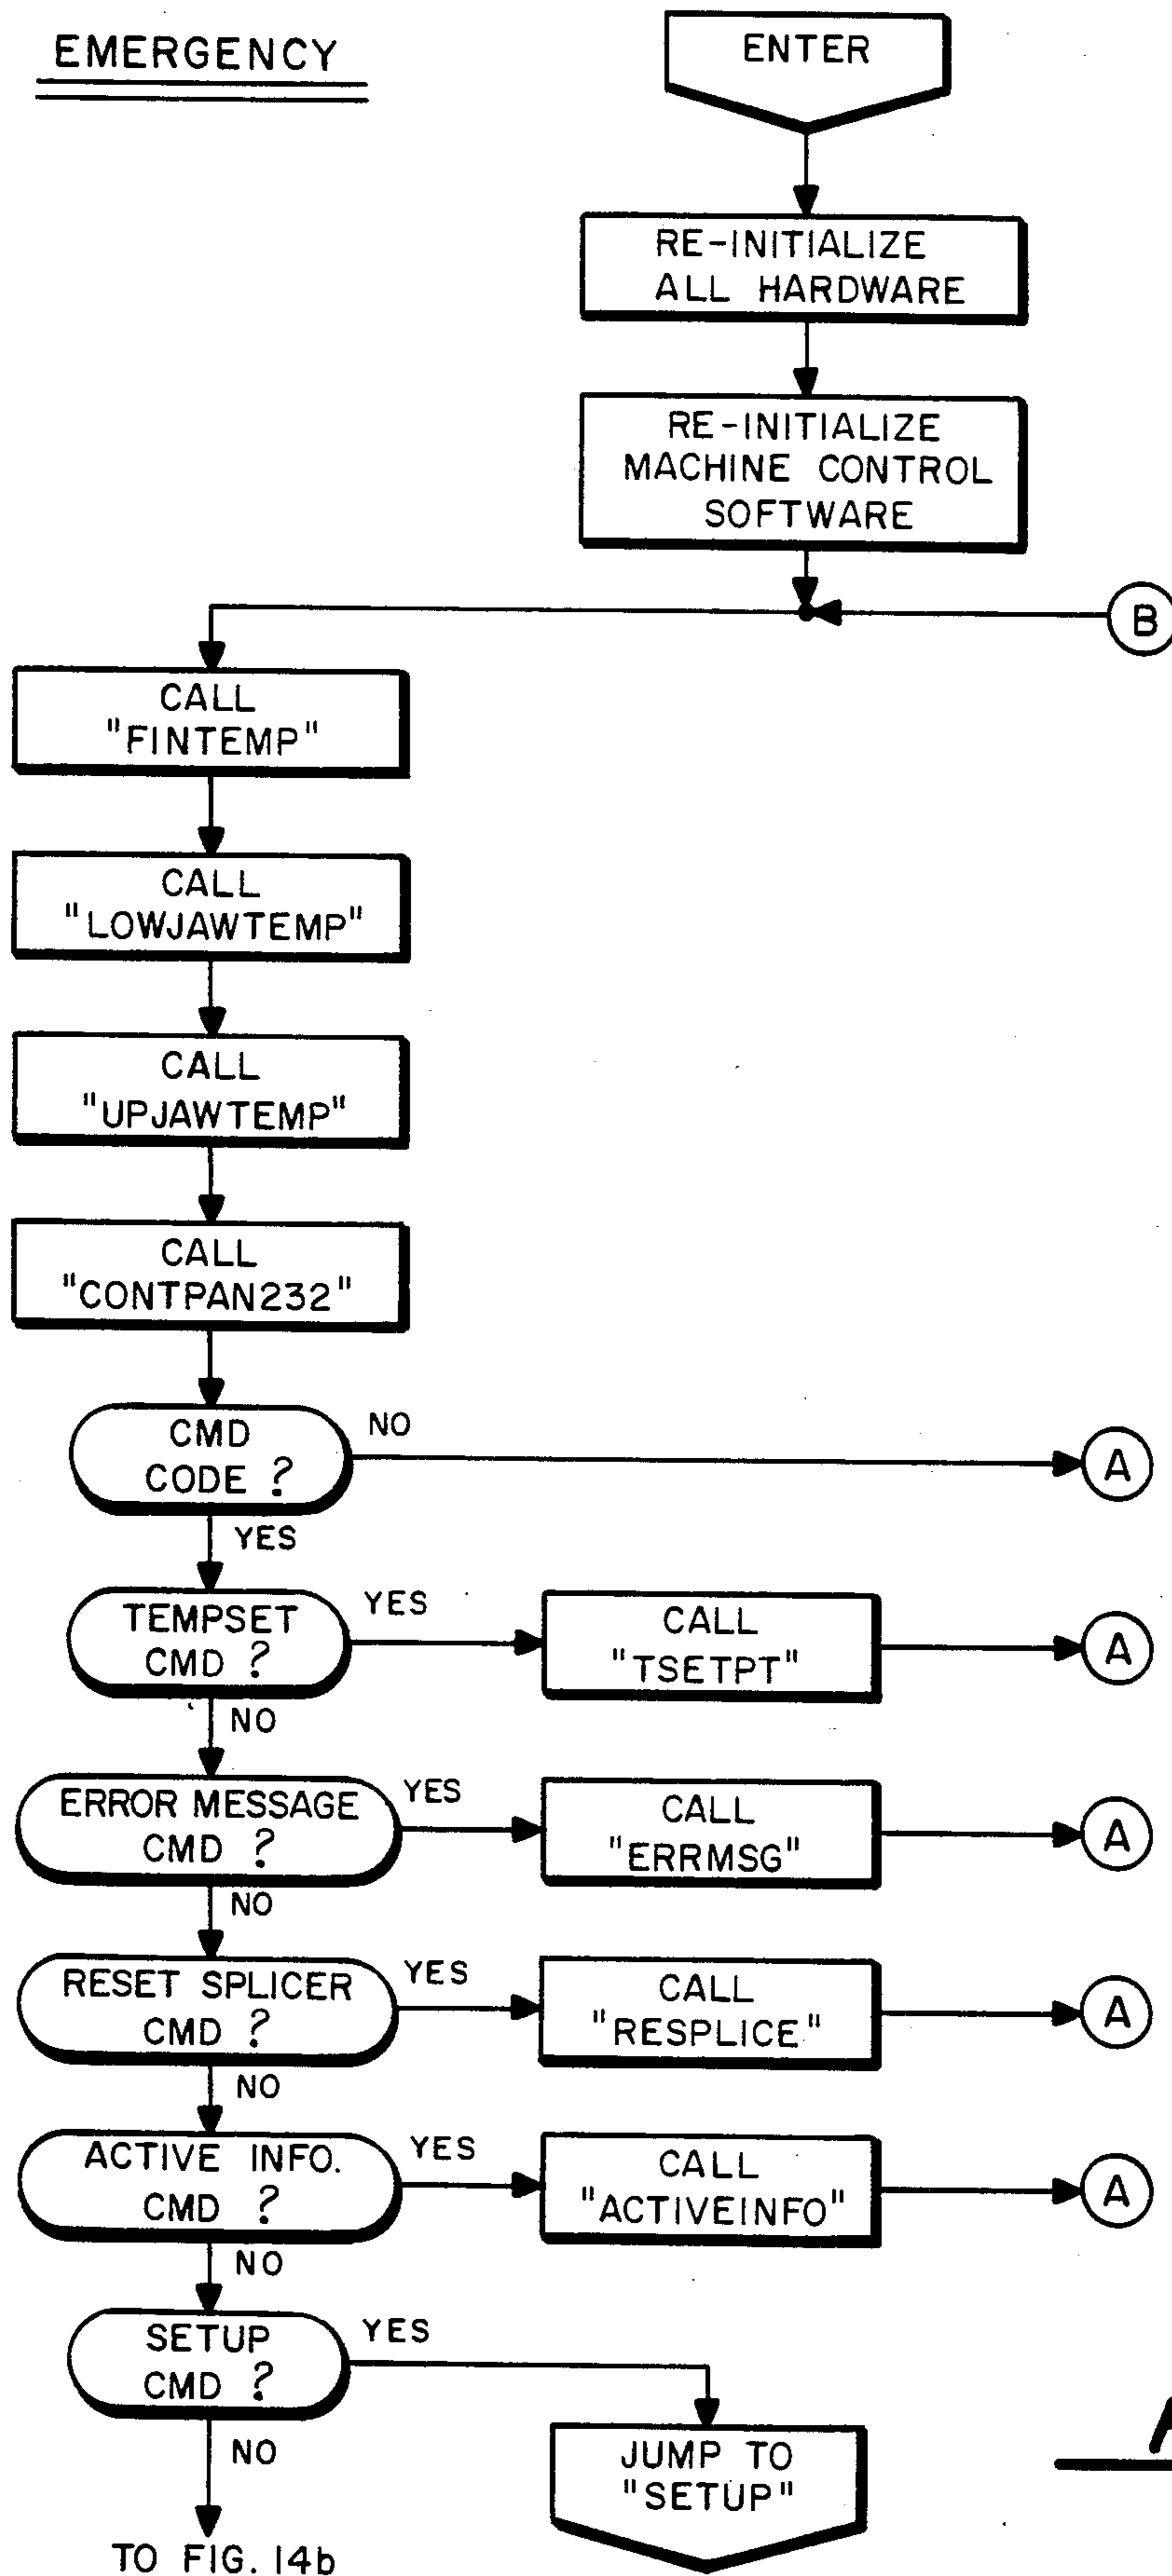 EMERGENCY
ENTER
RE-INITIALIZE
ALL HARDWARE
RE-INITIALIZE
MACHINE CONTROL
SOFTWARE
B
CALL
"FINTEMP"
CALL
"LOWJAWTEMP"
CALL
"UPJAWTEMP"
CALL
"CONTPAN232"
CMD
CODE ?
NO
A
YES
TEMPSET
CMD ?
YES
CALL
"TSETPT"
A
NO
ERROR MESSAGE
CMD ?
YES
CALL
"ERRMSG"
A
NO
RESET SPLICER
CMD ?
YES
CALL
"RESPLICE"
A
NO
ACTIVE INFO.
CMD ?
YES
CALL
"ACTIVEINFO"
A
NO
SETUP
CMD ?
YES
JUMP TO
"SETUP"
NO
TO FIG. 14b